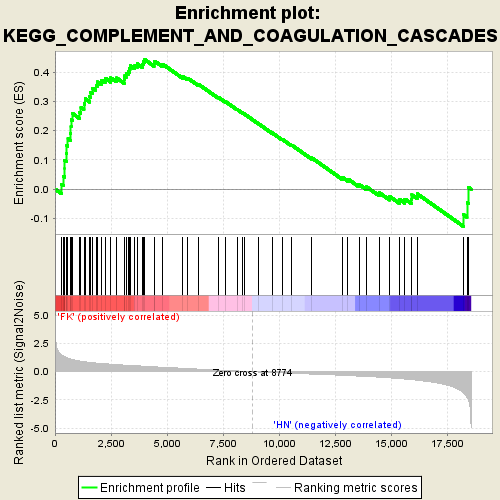 Enrichment plot:
KEGG_COMPLEMENT_AND_COAGULATION_CASCADES
Enrichment score (ES)
0.4
0.3
0.2
0.1
0.0
-0.1
'FK' (positively correlated)
Ranked list metric (Signal2Noise)
5.0
2.5
0.0
-2.5
-5.0
Zero cross at 8774
'HN' (negatively correlated)
0 2,500 5,000 7,500 10,000 12,500 15,000 17,500
Rank in Ordered Dataset
Enrichment profile Hits Ranking metric scores